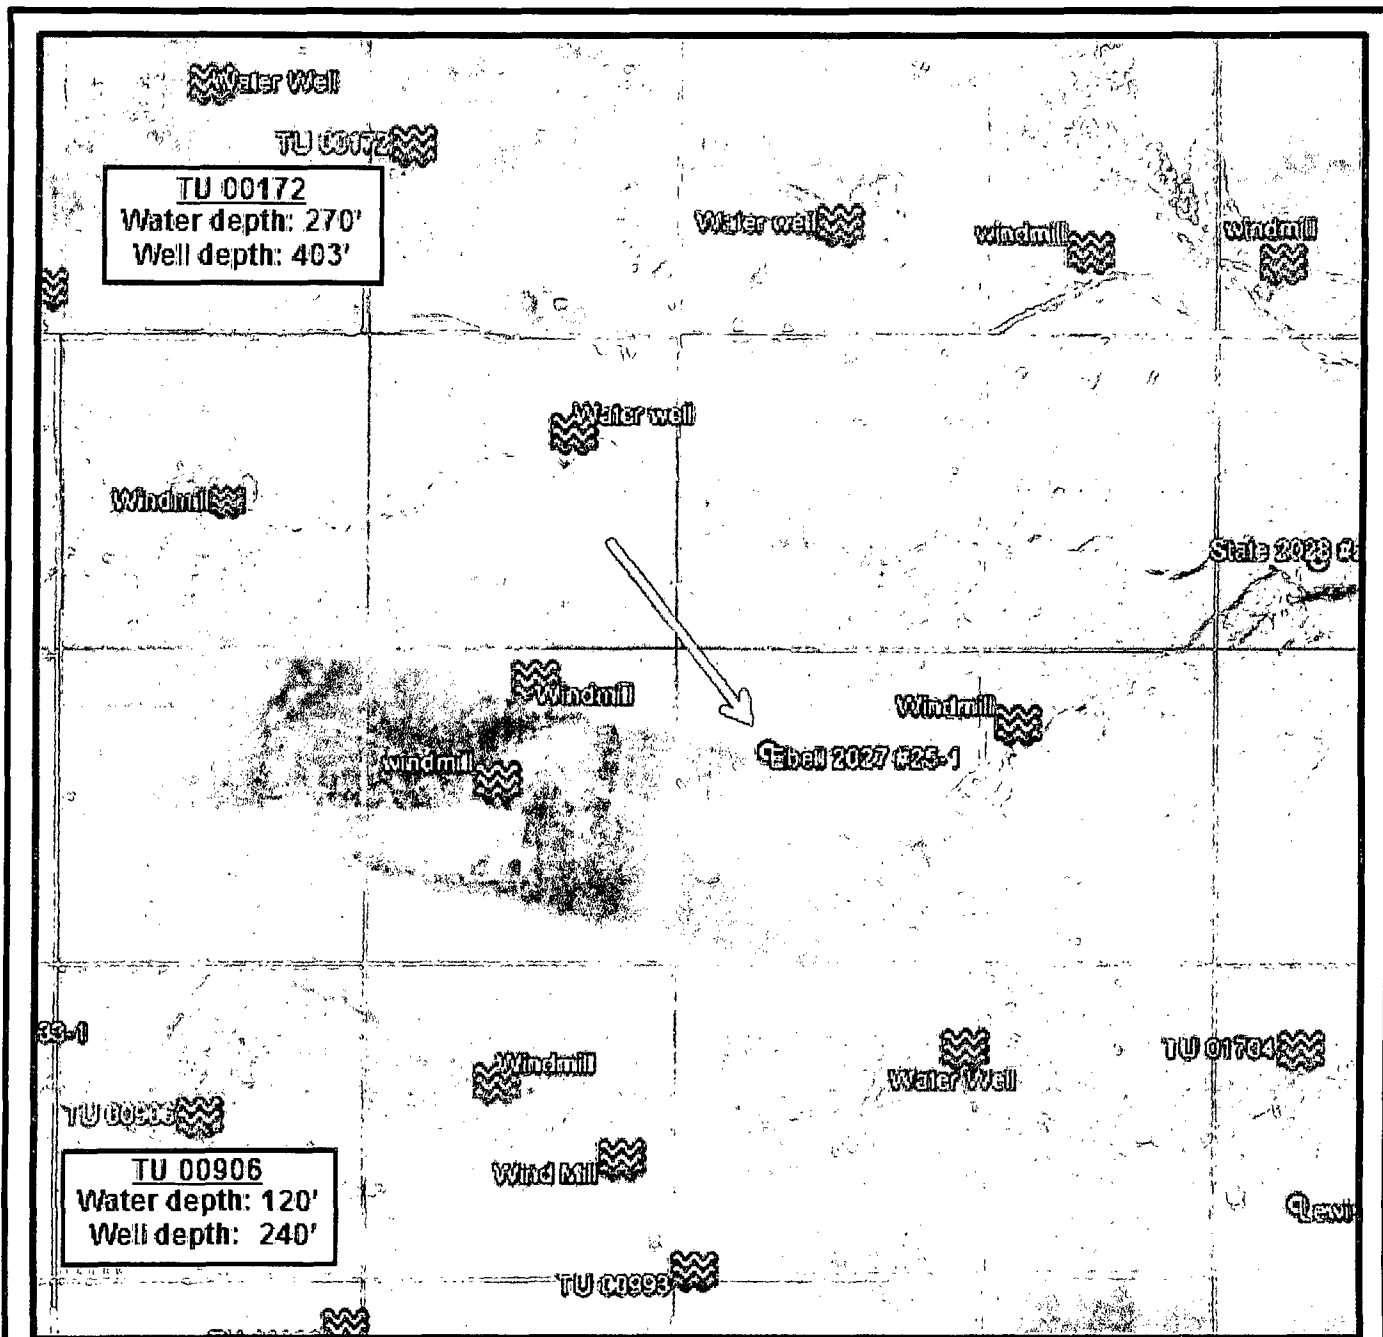 Water Well
TU 00172
TU 00172
Water depth: 270'
Well depth: 403'
Water well
windmill
windmill
Water well
Windmill
State 2028
Windmill
Windmill
Ebell 2027 #25-1
windmill
33-1
Windmill
Water Well
TU 01704
TU 00906
Wind Mill
TU 00906
Water depth: 120'
Well depth: 240'
TU 00993